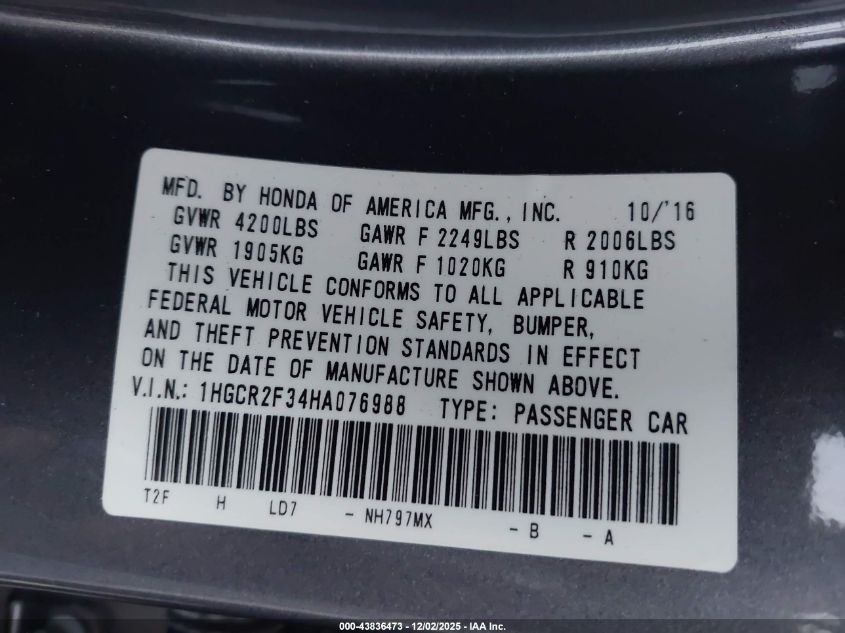 MFD. BY HONDA OF AMERICA MFG., INC. 10/'16
GVWR 4200LBS GAWR F 2249LBS R 2006LBS
GVWR 1905KG GAWR F 1020KG R 910KG
THIS VEHICLE CONFORMS TO ALL APPLICABLE
FEDERAL MOTOR VEHICLE SAFETY, BUMPER,
AND THEFT PREVENTION STANDARDS IN EFFECT
ON THE DATE OF MANUFACTURE SHOWN ABOVE.
V.I.N.: 1HGCR2F34HA076988 TYPE: PASSENGER CAR
T2F H LD7 - NH797MX - B - A
000-43836473 - 12/02/2025 - IAA Inc.